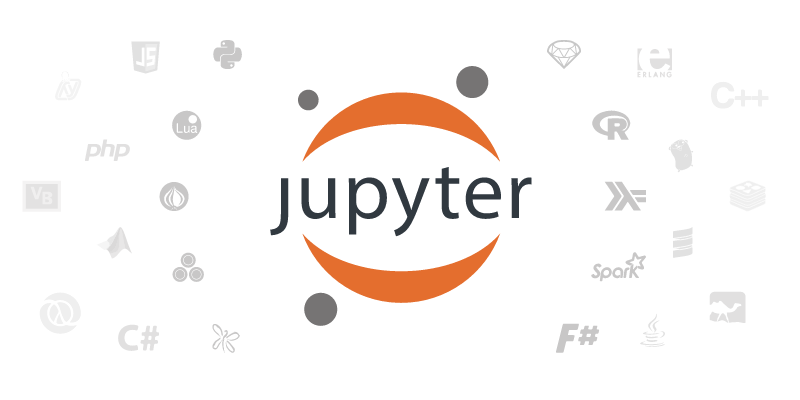 JS
ERLANG
C++
Lua
R
php
VB
jupyter
Spark
C#
F#